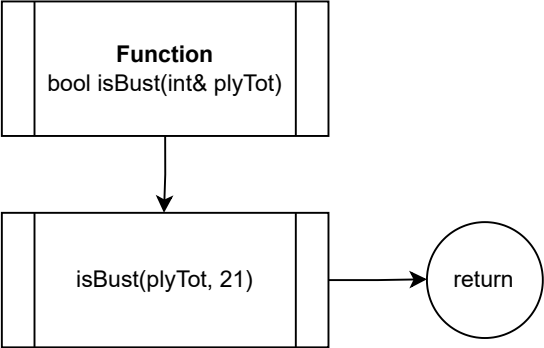 Function
bool isBust(int& plyTot)
isBust(plyTot, 21)
return